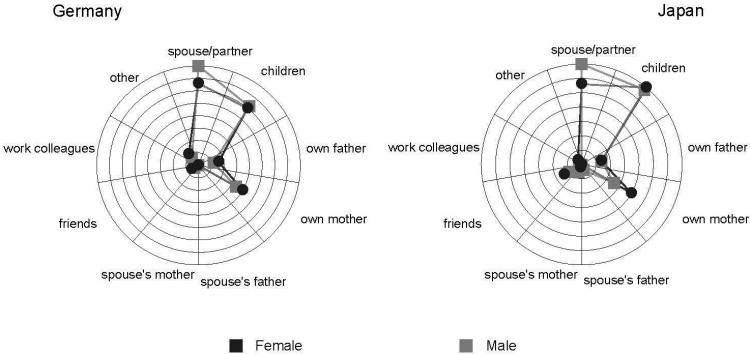 Germany
spouse/partner
children
other
work colleagues
own father
own mother
friends
spouse's mother
spouse's father
Japan
spouse/partner
children
other
work colleagues
own father
own mother
friends
spouse's mother
spouse's father
Female
Male